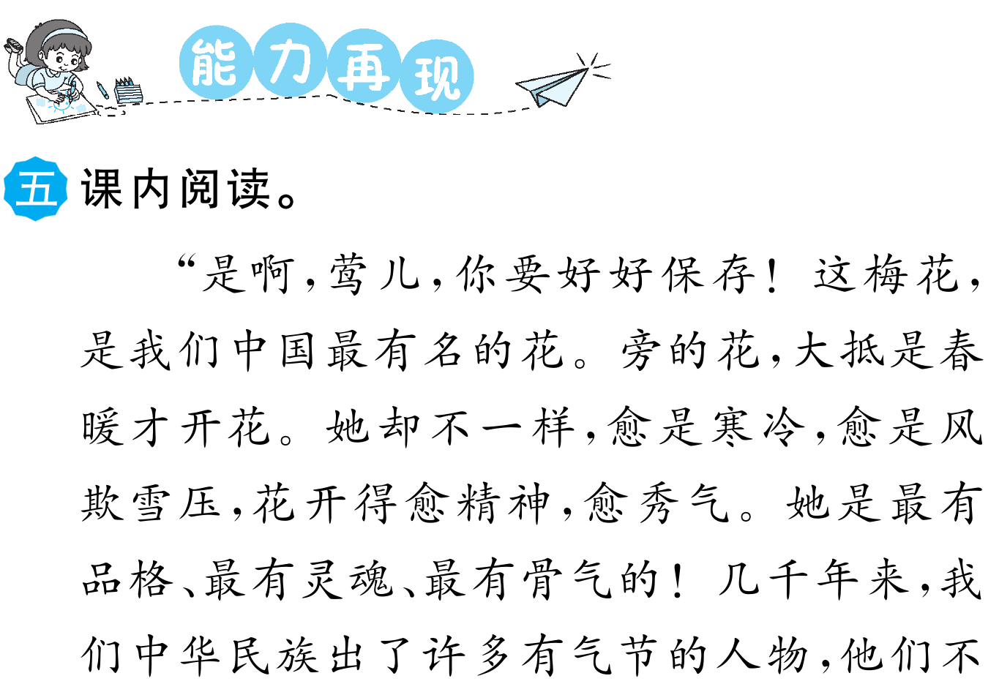 能力再现
五 课内阅读。
“是啊,莺儿,你要好好保存！这梅花,
是我们中国最有名的花。旁的花,大抵是春
暖才开花。她却不一样,愈是寒冷,愈是风
欺雪压,花开得愈精神,愈秀气。她是最有
品格、最有灵魂、最有骨气的！几千年来,我
们中华民族出了许多有气节的人物,他们不